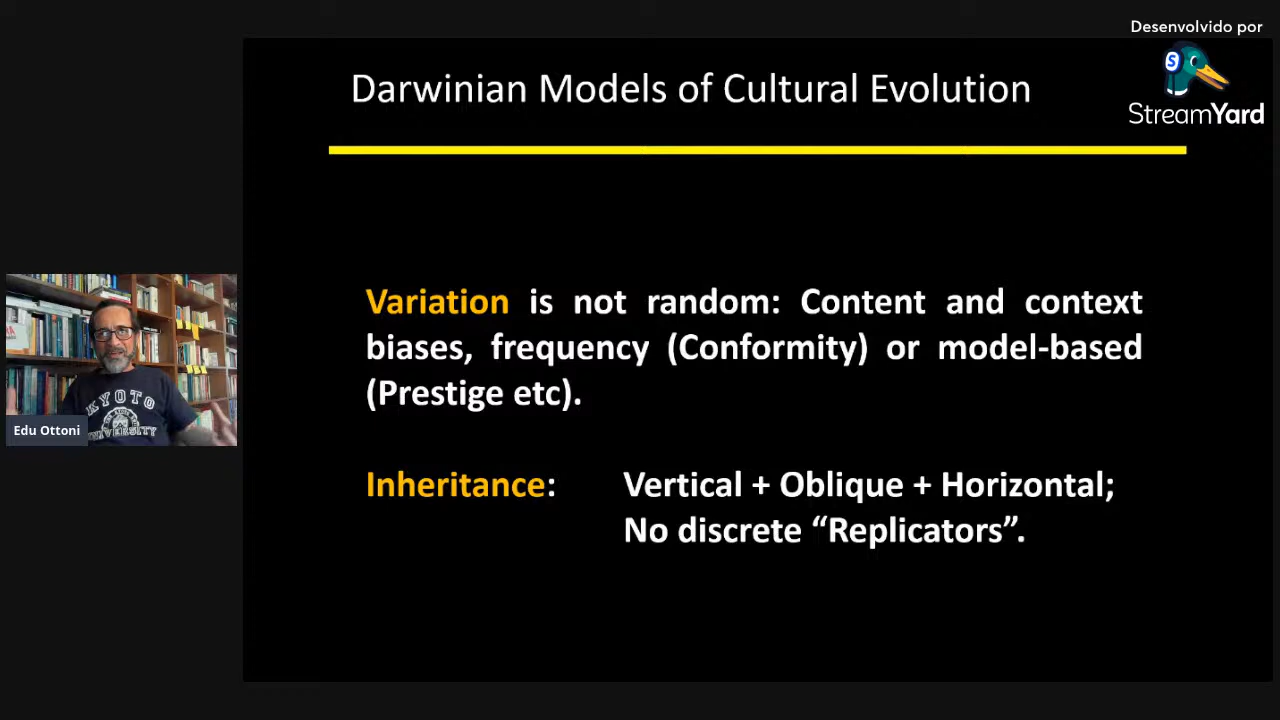 Desenvolvido por
StreamYard
Darwinian Models of Cultural Evolution
Variation is not random: Content and context
biases, frequency (Conformity) or model-based
(Prestige etc).
Inheritance: Vertical + Oblique + Horizontal;
No discrete “Replicators”.
KYOTO
UNIVERSITY
Edu Ottoni